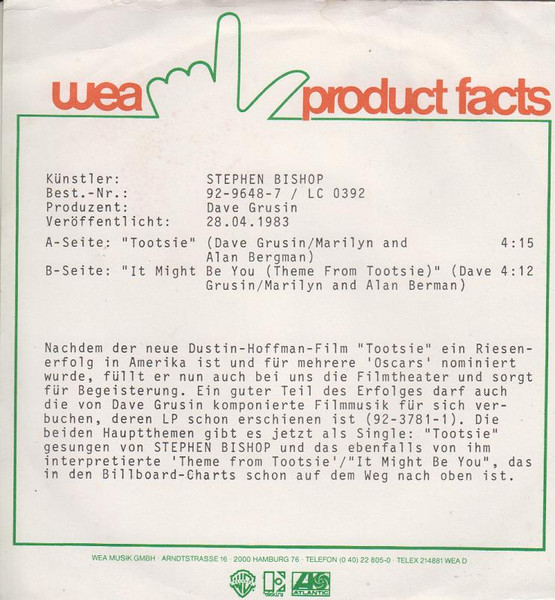 wea product facts
Künstler: STEPHEN BISHOP
Best.-Nr.: 92-9648-7 / LC 0392
Produzent: Dave Grusin
Veröffentlicht: 28.04.1983
A-Seite: "Tootsie" (Dave Grusin/Marilyn and 4:15
Alan Bergman)
B-Seite: "It Might Be You (Theme From Tootsie)" (Dave 4:12
Grusin/Marilyn and Alan Berman)
Nachdem der neue Dustin-Hoffman-Film "Tootsie" ein Riesen-
erfolg in Amerika ist und für mehrere 'Oscars' nominiert
wurde, füllt er nun auch bei uns die Filmtheater und sorgt
für Begeisterung. Ein guter Teil des Erfolges darf auch
die von Dave Grusin komponierte Filmmusik für sich ver-
buchen, deren LP schon erschienen ist (92-3781-1). Die
beiden Hauptthemen gibt es jetzt als Single: "Tootsie"
gesungen von STEPHEN BISHOP und das ebenfalls von ihm
interpretierte 'Theme from Tootsie'/"It Might Be You", das
in den Billboard-Charts schon auf dem Weg nach oben ist.
WEA MUSIK GMBH · ARNDTSTRASSE 16 · 2000 HAMBURG 76 · TELEFON (0 40) 22 805-0 · TELEX 214881 WEA D
ATLANTIC